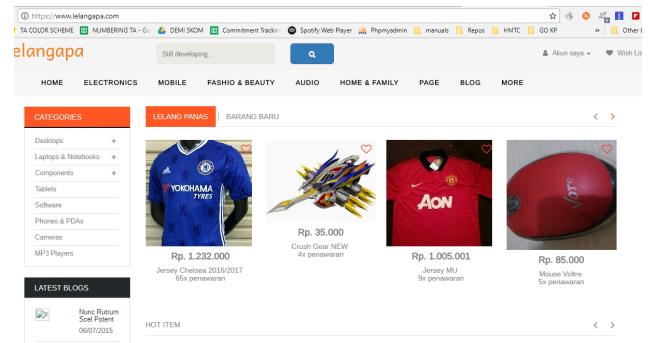 https://www.lelangapa.com
TA COLOR SCHEME NUMBERING TA - Go DEMI SKOM Commitment Tracking Spotify Web Player Phpmyadmin manuals Repos HMTC GO KP » Other
elangapa
Still developing... Akun saya Wish Lis
HOME ELECTRONICS MOBILE FASHIO & BEAUTY AUDIO HOME & FAMILY PAGE BLOG MORE
CATEGORIES
Desktops +
Laptops & Notebooks +
Components +
Tablets
Software
Phones & PDAs
Cameras
MP3 Players
LATEST BLOGS
Nunc Rutrum
Scel Potent
06/07/2015
LELANG PANAS | BARANG BARU
YOKOHAMA
TYRES
AON
Rp. 1.232.000
Jersey Chelsea 2016/2017
65x penawaran
Rp. 35.000
Crush Gear NEW
4x penawaran
Rp. 1.005.001
Jersey MU
9x penawaran
Rp. 85.000
Mouse Voltre
5x penawaran
HOT ITEM